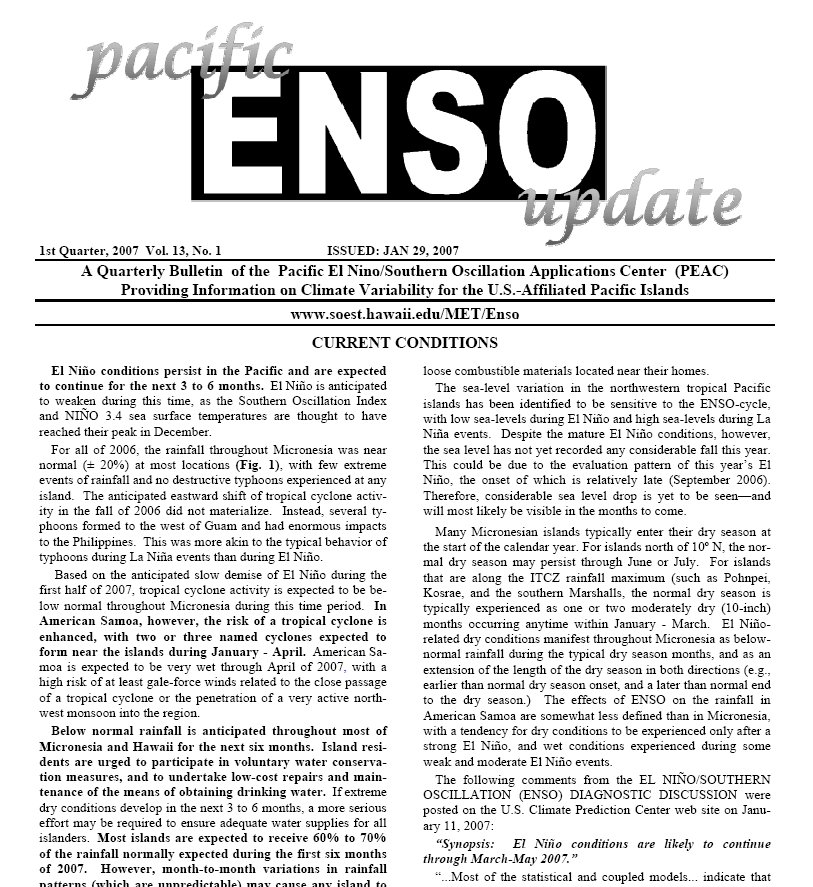 pacific
ENSO
update
1st Quarter, 2007 Vol. 13, No. 1 ISSUED: JAN 29, 2007
A Quarterly Bulletin of the Pacific El Nino/Southern Oscillation Applications Center (PEAC)
Providing Information on Climate Variability for the U.S.-Affiliated Pacific Islands
www.soest.hawaii.edu/MET/Enso
CURRENT CONDITIONS
El Niño conditions persist in the Pacific and are expected
to continue for the next 3 to 6 months. El Niño is anticipated
to weaken during this time, as the Southern Oscillation Index
and NIÑO 3.4 sea surface temperatures are thought to have
reached their peak in December.
For all of 2006, the rainfall throughout Micronesia was near
normal (± 20%) at most locations (Fig. 1), with few extreme
events of rainfall and no destructive typhoons experienced at any
island. The anticipated eastward shift of tropical cyclone activ-
ity in the fall of 2006 did not materialize. Instead, several ty-
phoons formed to the west of Guam and had enormous impacts
to the Philippines. This was more akin to the typical behavior of
typhoons during La Niña events than during El Niño.
Based on the anticipated slow demise of El Niño during the
first half of 2007, tropical cyclone activity is expected to be be-
low normal throughout Micronesia during this time period. In
American Samoa, however, the risk of a tropical cyclone is
enhanced, with two or three named cyclones expected to
form near the islands during January - April. American Sa-
moa is expected to be very wet through April of 2007, with a
high risk of at least gale-force winds related to the close passage
of a tropical cyclone or the penetration of a very active north-
west monsoon into the region.
Below normal rainfall is anticipated throughout most of
Micronesia and Hawaii for the next six months. Island resi-
dents are urged to participate in voluntary water conserva-
tion measures, and to undertake low-cost repairs and main-
tenance of the means of obtaining drinking water. If extreme
dry conditions develop in the next 3 to 6 months, a more serious
effort may be required to ensure adequate water supplies for all
islanders. Most islands are expected to receive 60% to 70%
of the rainfall normally expected during the first six months
of 2007. However, month-to-month variations in rainfall
patterns (which are unpredictable) may cause any island to
loose combustible materials located near their homes.
The sea-level variation in the northwestern tropical Pacific
islands has been identified to be sensitive to the ENSO-cycle,
with low sea-levels during El Niño and high sea-levels during La
Niña events. Despite the mature El Niño conditions, however,
the sea level has not yet recorded any considerable fall this year.
This could be due to the evaluation pattern of this year's El
Niño, the onset of which is relatively late (September 2006).
Therefore, considerable sea level drop is yet to be seen—and
will most likely be visible in the months to come.
Many Micronesian islands typically enter their dry season at
the start of the calendar year. For islands north of 10º N, the nor-
mal dry season may persist through June or July. For islands
that are along the ITCZ rainfall maximum (such as Pohnpei,
Kosrae, and the southern Marshalls, the normal dry season is
typically experienced as one or two moderately dry (10-inch)
months occurring anytime within January - March. El Niño-
related dry conditions manifest throughout Micronesia as below-
normal rainfall during the typical dry season months, and as an
extension of the length of the dry season in both directions (e.g.,
earlier than normal dry season onset, and a later than normal end
to the dry season.) The effects of ENSO on the rainfall in
American Samoa are somewhat less defined than in Micronesia,
with a tendency for dry conditions to be experienced only after a
strong El Niño, and wet conditions experienced during some
weak and moderate El Niño events.
The following comments from the EL NIÑO/SOUTHERN
OSCILLATION (ENSO) DIAGNOSTIC DISCUSSION were
posted on the U.S. Climate Prediction Center web site on Janu-
ary 11, 2007:
“Synopsis: El Niño conditions are likely to continue
through March-May 2007.”
“...Most of the statistical and coupled models... indicate that